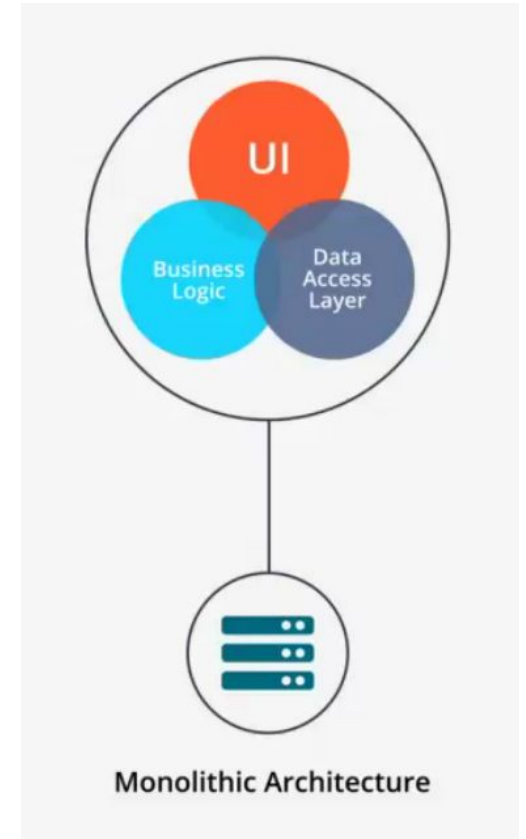 UI
Business
Logic
Data
Access
Layer
Monolithic Architecture